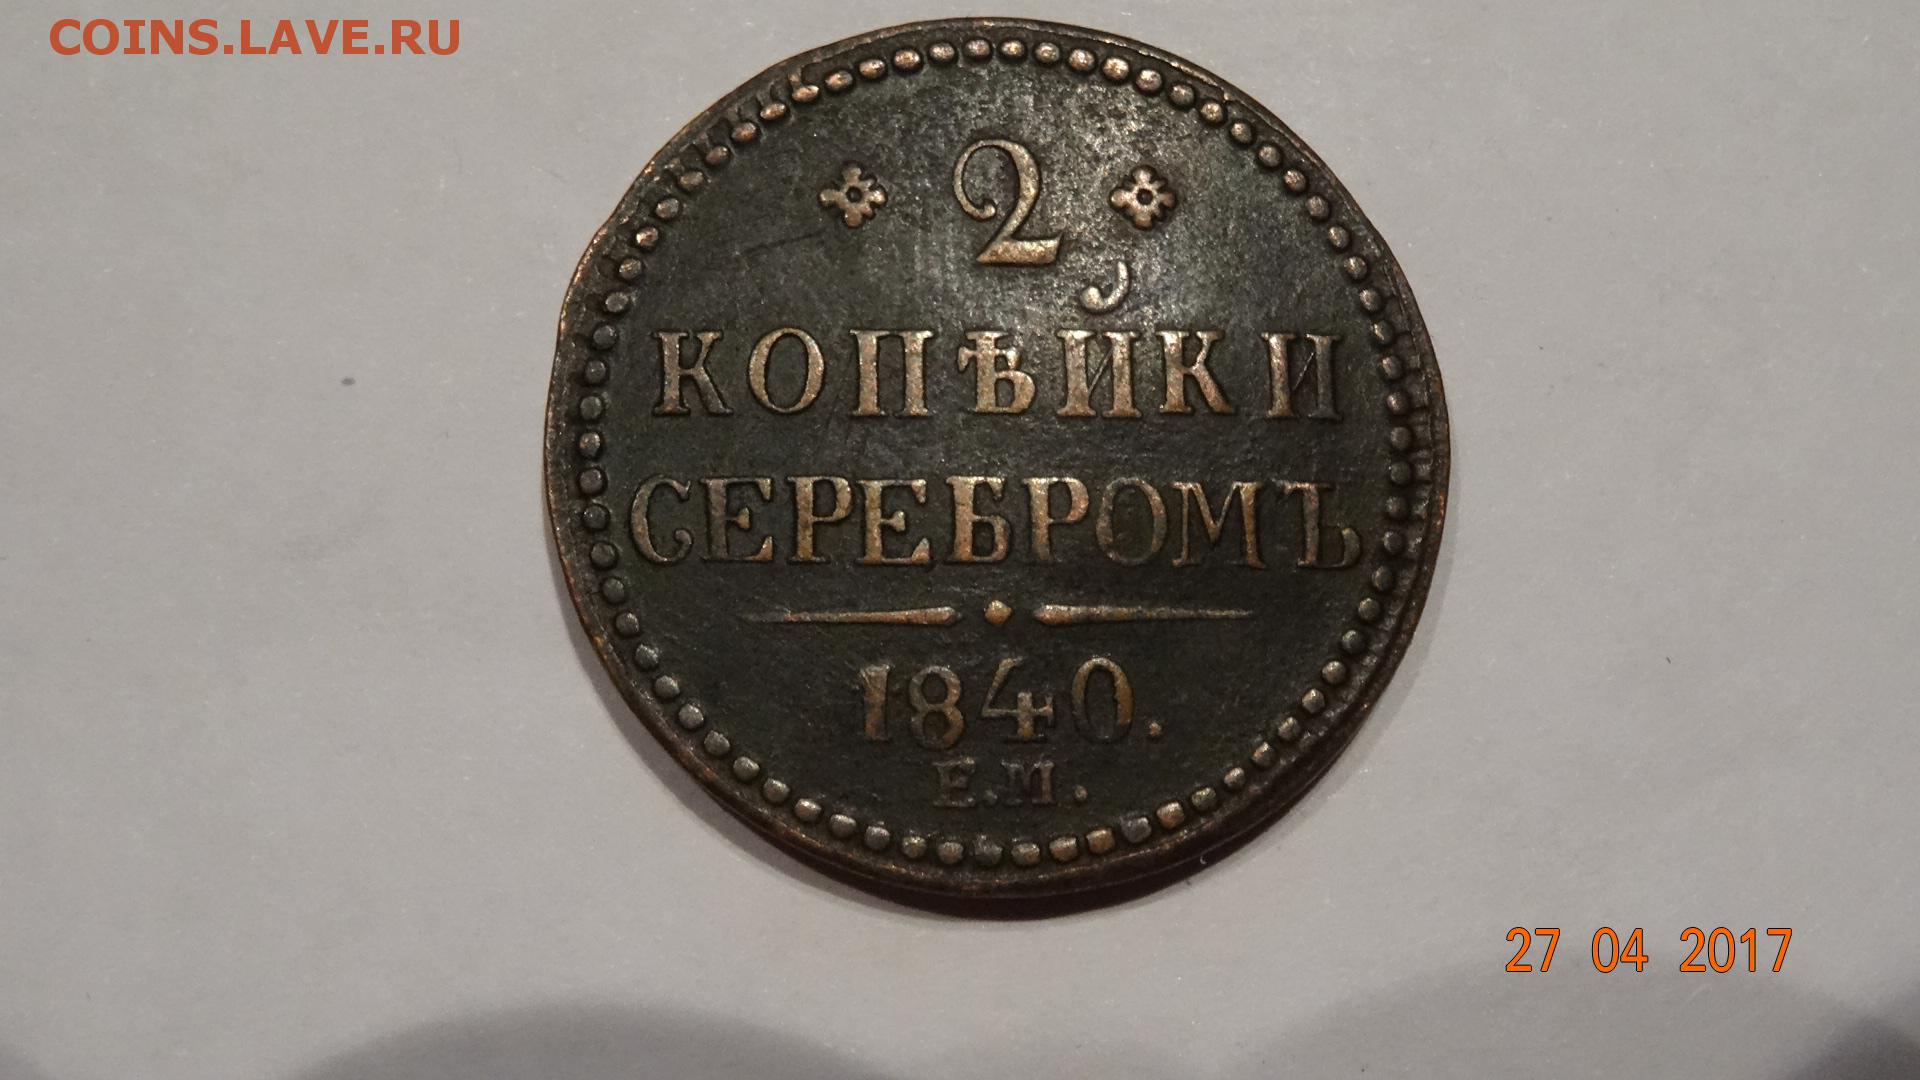 COINS.LAVE.RU
2
КОПѢЙКИ
СЕРЕБРОМЪ
1840.
Е.М.
27 04 2017